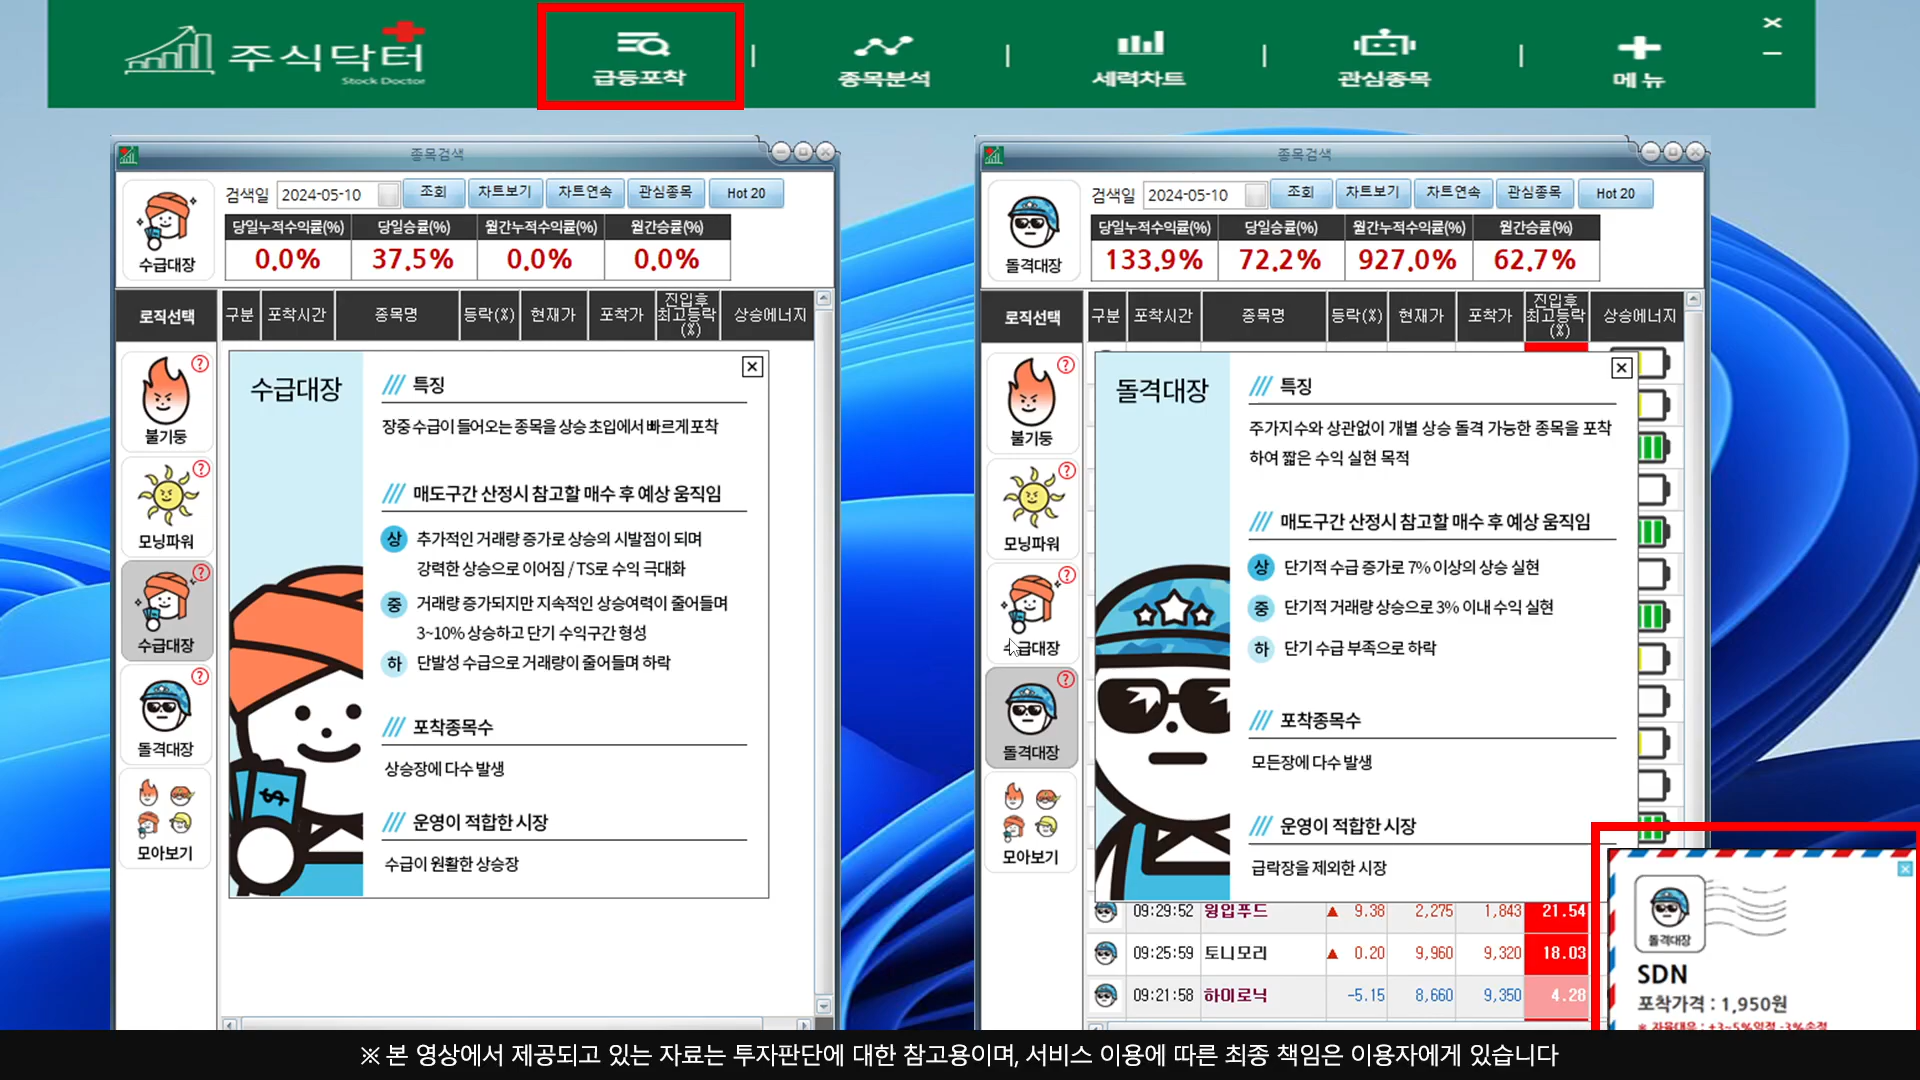 주식닥터
Stock Doctor
급등포착
종목분석
세력차트
관심종목
메뉴
종목검색
수급대장
검색일 2024-05-10 조회 차트보기 차트연속 관심종목 Hot 20
당일누적수익률(%) 당일승률(%) 월간누적수익률(%) 월간승률(%)
0.0% 37.5% 0.0% 0.0%
로직선택 구분 포착시간 종목명 등락(%) 현재가 포착가 진입후 최고등락 (%) 상승에너지
불기둥
모닝파워
수급대장
돌격대장
모아보기
수급대장
/// 특징
장중 수급이 들어오는 종목을 상승 초입에서 빠르게 포착
/// 매도구간 산정시 참고할 매수 후 예상 움직임
상 추가적인 거래량 증가로 상승의 시발점이 되며
강력한 상승으로 이어짐 / TS로 수익 극대화
중 거래량 증가되지만 지속적인 상승여력이 줄어들며
3~10% 상승하고 단기 수익구간 형성
하 단발성 수급으로 거래량이 줄어들며 하락
/// 포착종목수
상승장에 다수 발생
/// 운영이 적합한 시장
수급이 원활한 상승장
종목검색
돌격대장
검색일 2024-05-10 조회 차트보기 차트연속 관심종목 Hot 20
당일누적수익률(%) 당일승률(%) 월간누적수익률(%) 월간승률(%)
133.9% 72.2% 927.0% 62.7%
로직선택 구분 포착시간 종목명 등락(%) 현재가 포착가 진입후 최고등락 (%) 상승에너지
불기둥
모닝파워
수급대장
돌격대장
모아보기
돌격대장
/// 특징
주가지수와 상관없이 개별 상승 돌격 가능한 종목을 포착
하여 짧은 수익 실현 목적
/// 매도구간 산정시 참고할 매수 후 예상 움직임
상 단기적 수급 증가로 7% 이상의 상승 실현
중 단기적 거래량 상승으로 3% 이내 수익 실현
하 단기 수급 부족으로 하락
/// 포착종목수
모든장에 다수 발생
/// 운영이 적합한 시장
급락장을 제외한 시장
09:29:52 윙입푸드 ▲ 9.38 2,275 1,843 21.54
09:25:59 토니모리 ▲ 0.20 9,960 9,320 18.03
09:21:58 하이로닉 -5.15 8,660 9,350 4.28
돌격대장
SDN
포착가격 : 1,950원
※ 본 영상에서 제공되고 있는 자료는 투자판단에 대한 참고용이며, 서비스 이용에 따른 최종 책임은 이용자에게 있습니다